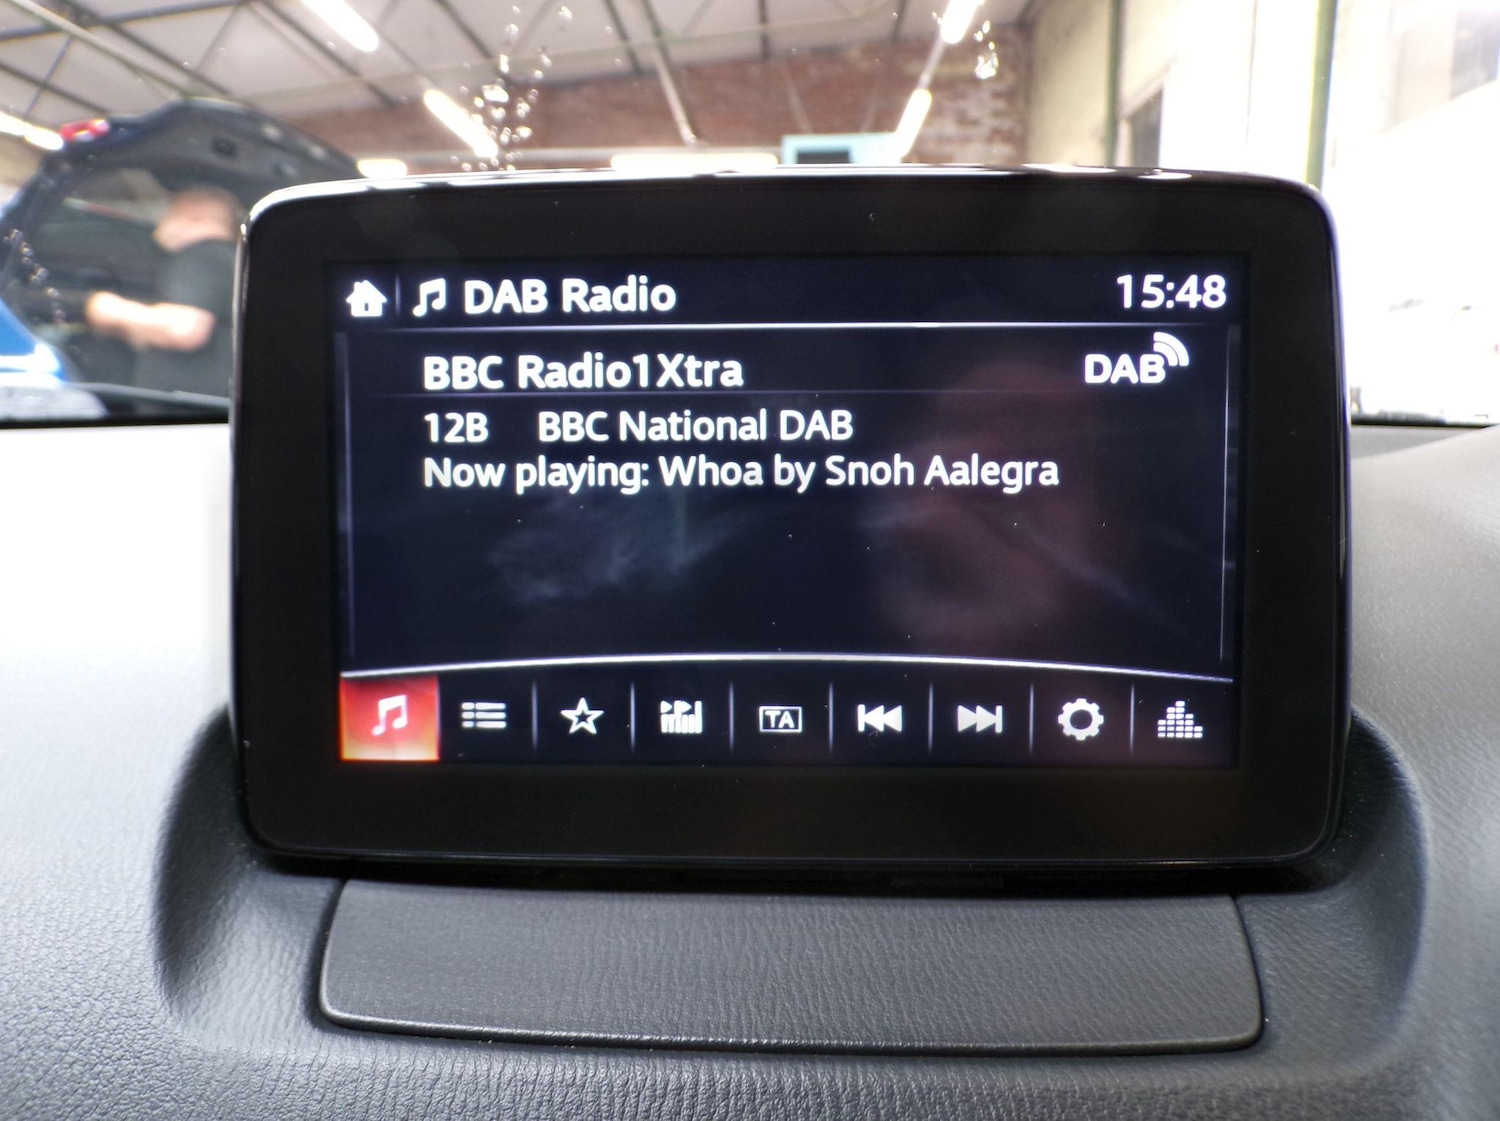 DAB Radio 15:48
BBC Radio1Xtra DAB
12B BBC National DAB
Now playing: Whoa by Snoh Aalegra
TA